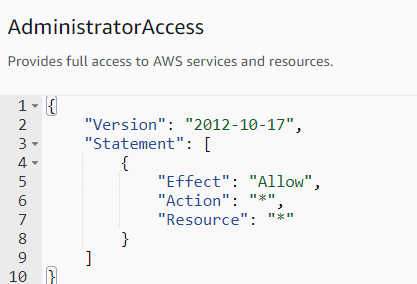 AdministratorAccess
Provides full access to AWS services and resources.
1 {
2     "Version": "2012-10-17",
3     "Statement": [
4         {
5             "Effect": "Allow",
6             "Action": "*",
7             "Resource": "*"
8         }
9     ]
10 }